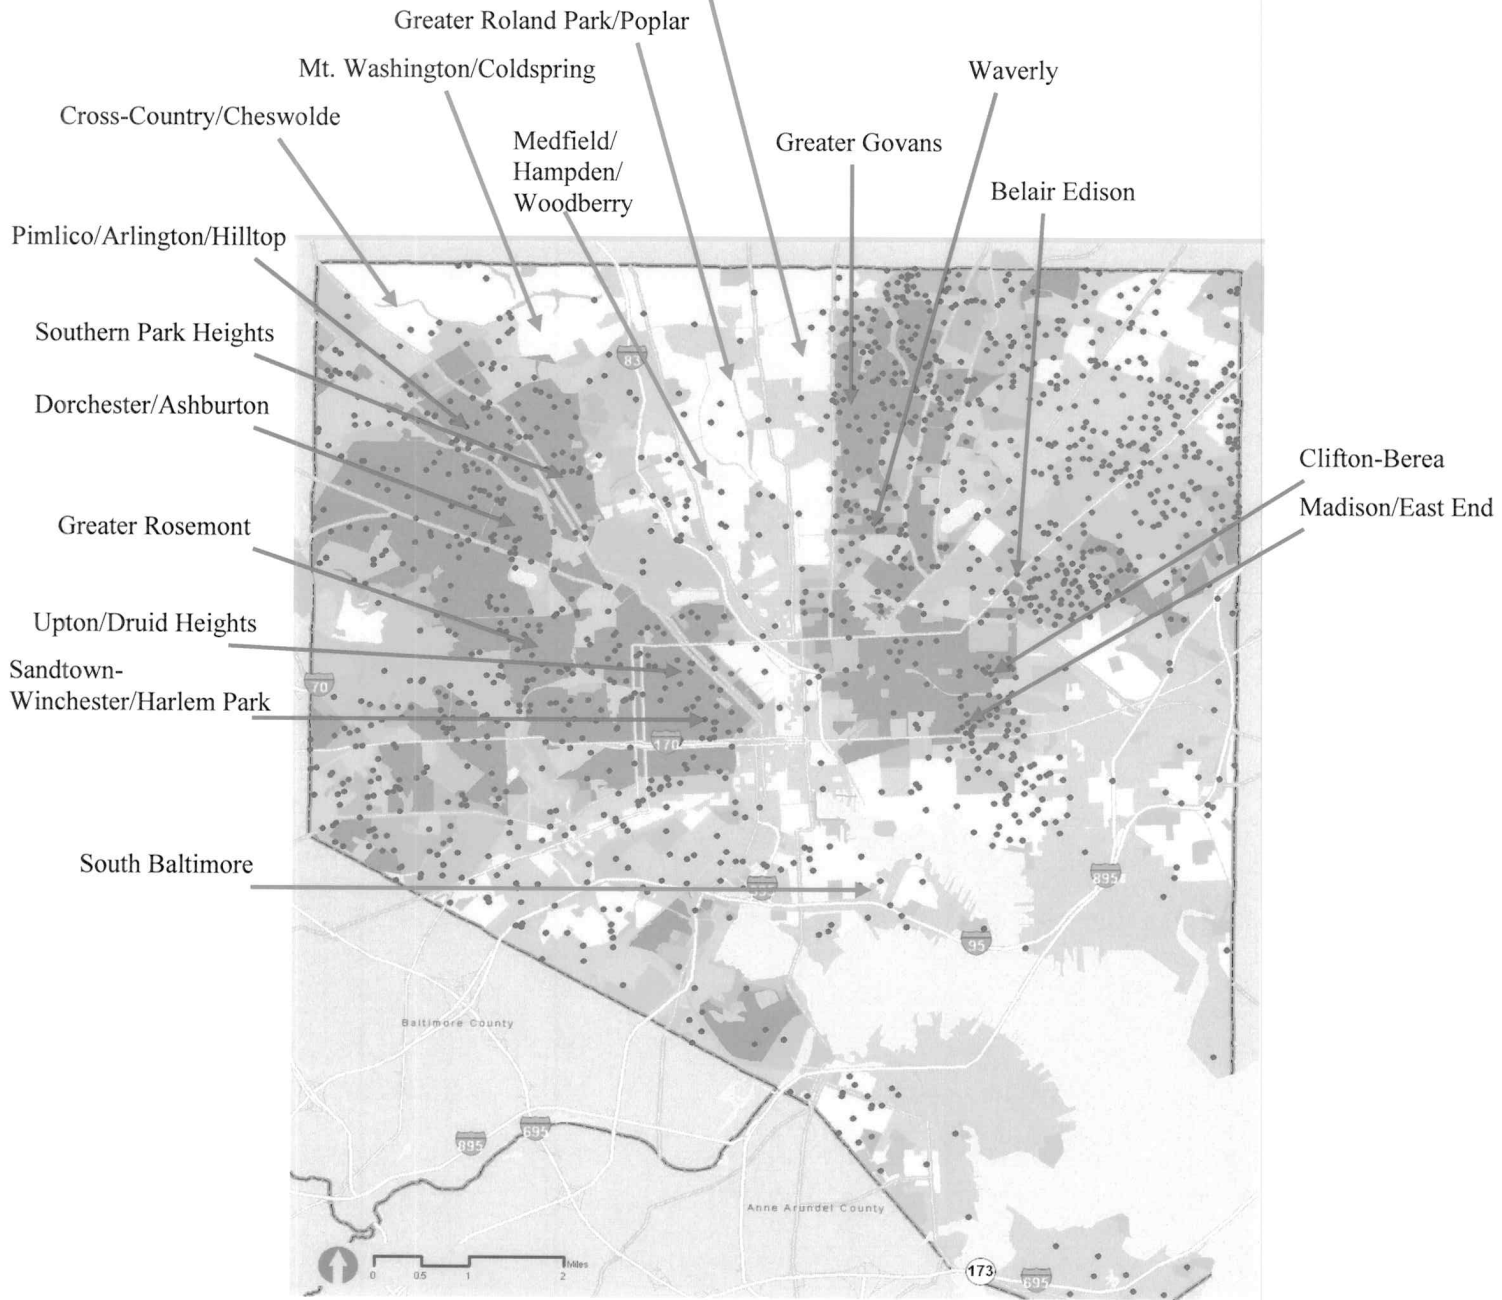 Greater Roland Park/Poplar
Mt. Washington/Coldspring
Waverly
Cross-Country/Cheswolde
Medfield/
Hampden/
Woodberry
Greater Govans
Belair Edison
Pimlico/Arlington/Hilltop
Southern Park Heights
83
Dorchester/Ashburton
Clifton-Berea
Madison/East End
Greater Rosemont
Upton/Druid Heights
Sandtown-
Winchester/Harlem Park
70
170
South Baltimore
895
95
Baltimore County
895
695
Anne Arundel County
Miles
0 0.5 1 2
173
695